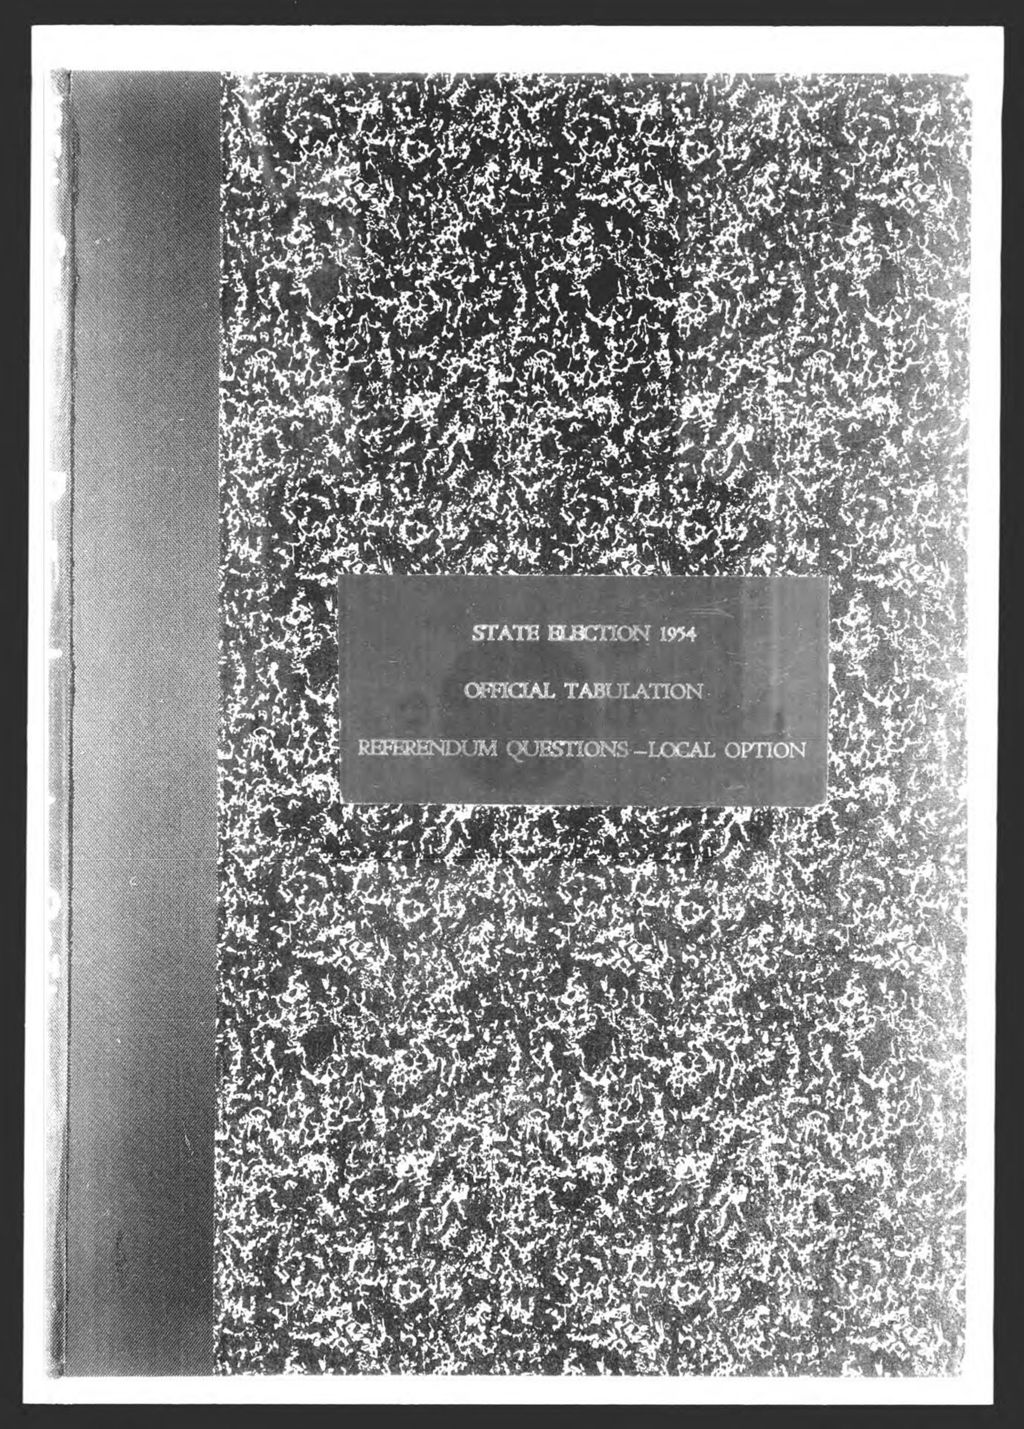 STATE ELECTION 1954
OFFICIAL TABULATION
REFERENDUM QUESTIONS - LOCAL OPTION